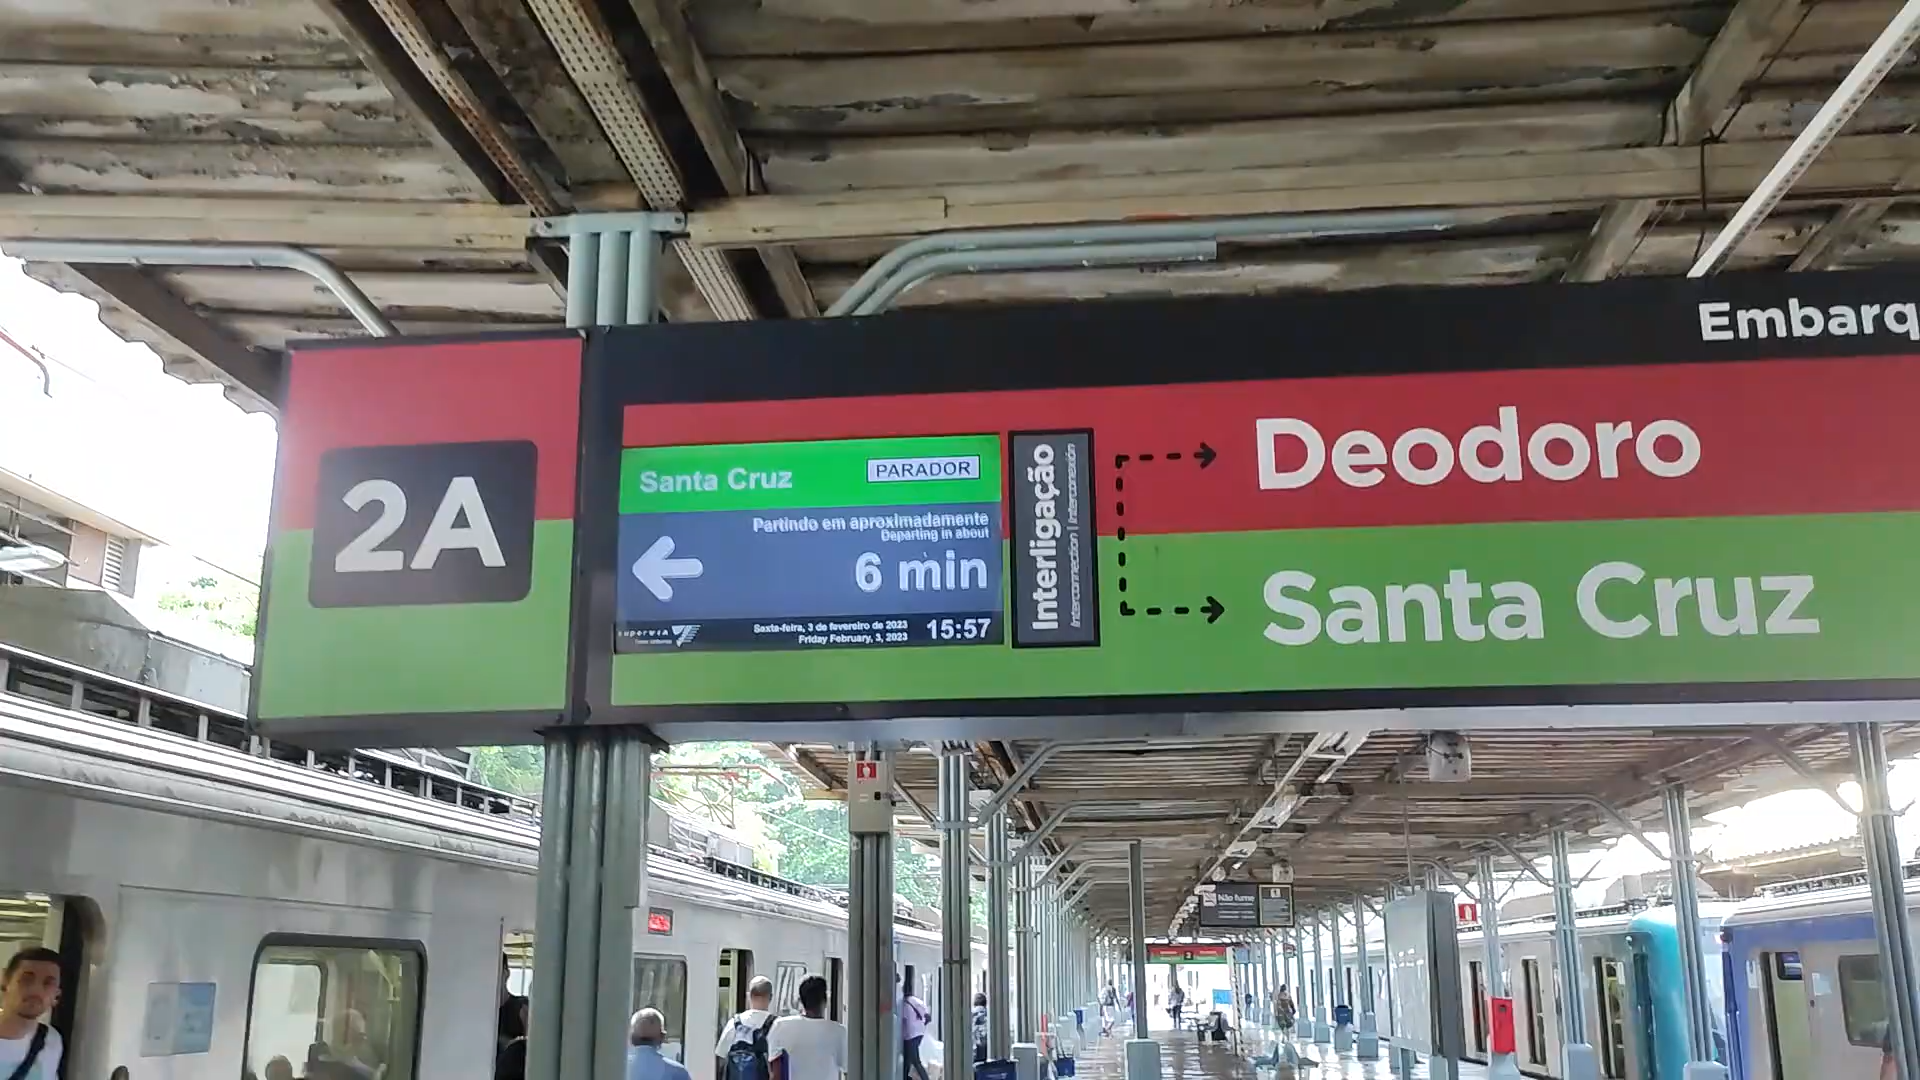 Embarq
2A
Santa Cruz
PARADOR
Partindo em aproximadamente
Departing in about
6 min
supervia
Sexta-feira, 3 de fevereiro de 2023
Friday February, 3, 2023
15:57
Interligação
Interconnection | Interconexión
Deodoro
Santa Cruz
Não fume
2